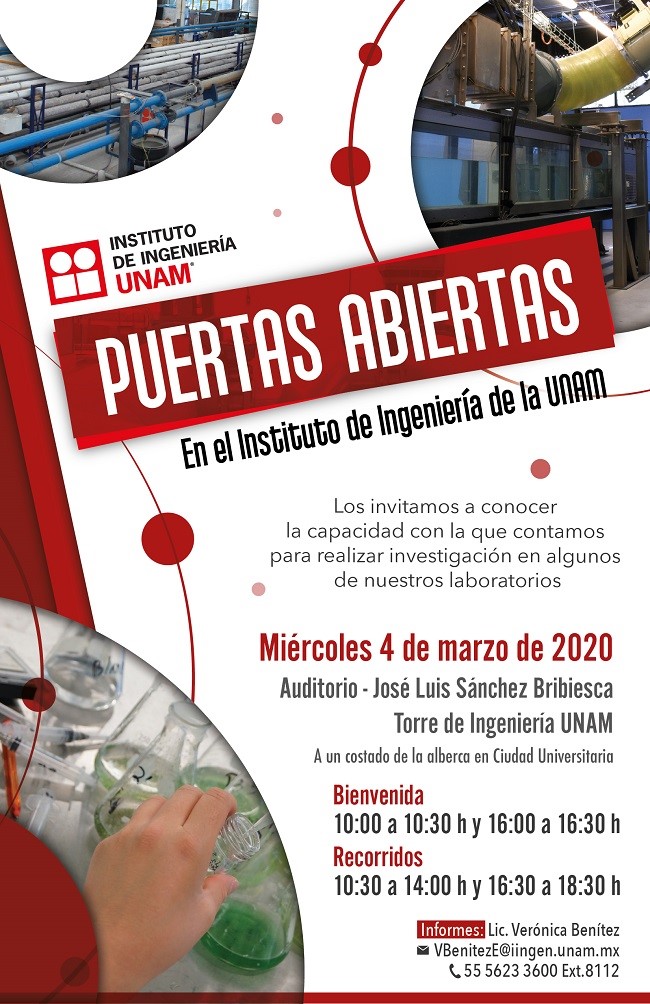 INSTITUTO
DE INGENIERÍA
UNAM®
PUERTAS ABIERTAS
En el Instituto de Ingeniería de la UNAM
Los invitamos a conocer
la capacidad con la que contamos
para realizar investigación en algunos
de nuestros laboratorios
Miércoles 4 de marzo de 2020
Auditorio - José Luis Sánchez Bribiesca
Torre de Ingeniería UNAM
A un costado de la alberca en Ciudad Universitaria
Bienvenida
10:00 a 10:30 h y 16:00 a 16:30 h
Recorridos
10:30 a 14:00 h y 16:30 a 18:30 h
Informes: Lic. Verónica Benítez
VBenitezE@iingen.unam.mx
55 5623 3600 Ext.8112